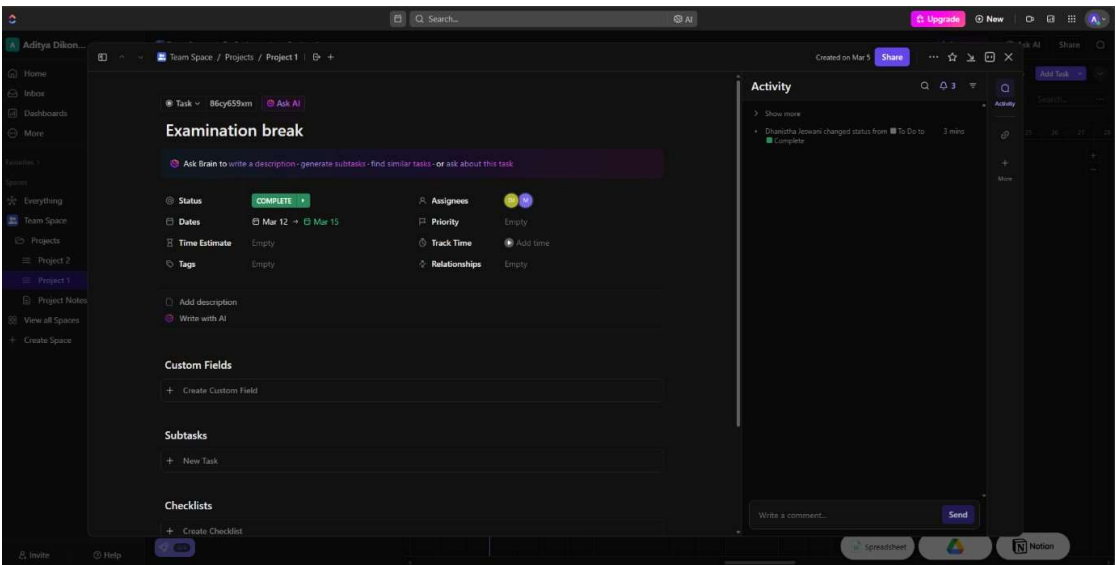 Search...
AI
Upgrade
New
A
Aditya Dikon...
Home
Inbox
Dashboards
More
Favorites
Spaces
Everything
Team Space
Projects
Project 2
Project 1
Project Notes
View all Spaces
Create Space
Invite
Help
Team Space / Projects / Project 1
Created on Mar 5
Share
Task
86cy659xm
Ask AI
Examination break
Ask Brain to write a description - generate subtasks - find similar tasks - or ask about this task
Status COMPLETE
Assignees
Dates Mar 12 → Mar 15
Priority Empty
Time Estimate Empty
Track Time Add time
Tags Empty
Relationships Empty
Add description
Write with AI
Custom Fields
+ Create Custom Field
Subtasks
+ New Task
Checklists
+ Create Checklist
Activity
3
Show more
Dhanistha Jeswani changed status from To Do to Complete
3 mins
Write a comment...
Send
Activity
More
Ask AI
Share
Add Task
Search...
Spreadsheet
Notion